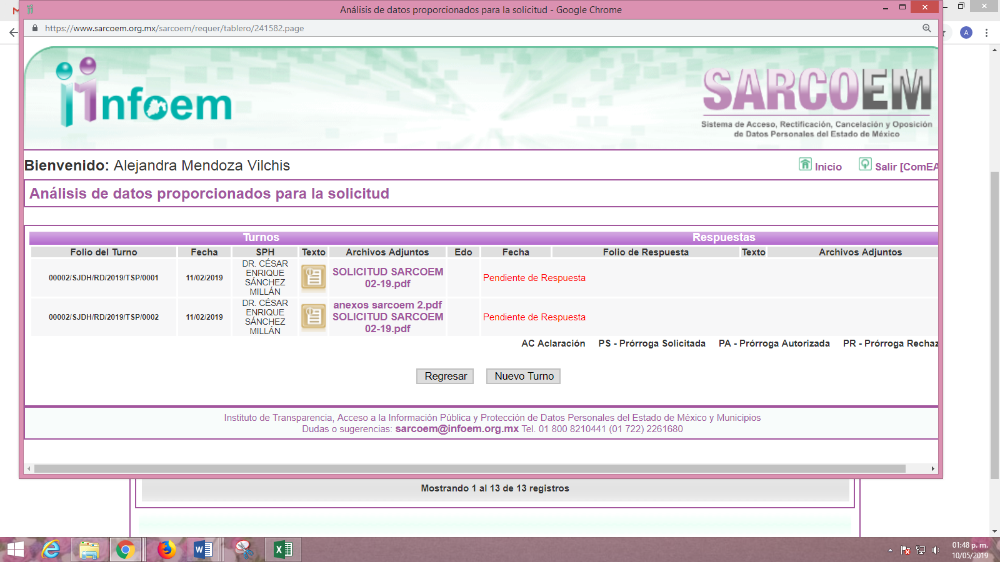 Análisis de datos proporcionados para la solicitud - Google Chrome
https://www.sarcoem.org.mx/sarcoem/requer/tablero/241582.page
A
infoem
SARCOEM
Sistema de Acceso, Rectificación, Cancelación y Oposición
de Datos Personales del Estado de México
Bienvenido: Alejandra Mendoza Vilchis
Inicio
Salir [ComEA
Análisis de datos proporcionados para la solicitud
Turnos
Respuestas
Folio del Turno
Fecha
SPH
Texto
Archivos Adjuntos
Edo
Fecha
Folio de Respuesta
Texto
Archivos Adjuntos
00002/SJDH/RD/2019/TSP/0001
11/02/2019
DR. CÉSAR
ENRIQUE
SÁNCHEZ
MILLÁN
SOLICITUD SARCOEM
02-19.pdf
Pendiente de Respuesta
00002/SJDH/RD/2019/TSP/0002
11/02/2019
DR. CÉSAR
ENRIQUE
SÁNCHEZ
MILLÁN
anexos sarcoem 2.pdf
SOLICITUD SARCOEM
02-19.pdf
Pendiente de Respuesta
AC Aclaración
PS - Prórroga Solicitada
PA - Prórroga Autorizada
PR - Prórroga Rechaz
Regresar
Nuevo Turno
Instituto de Transparencia, Acceso a la Información Pública y Protección de Datos Personales del Estado de México y Municipios
Dudas o sugerencias: sarcoem@infoem.org.mx Tel. 01 800 8210441 (01 722) 2261680
Mostrando 1 al 13 de 13 registros
01:48 p. m.
10/05/2019